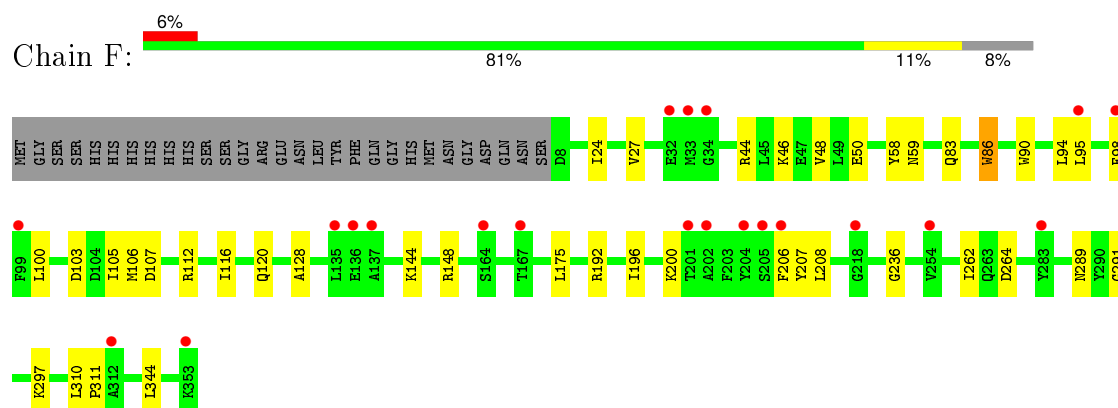 6%
Chain F:
81% 11% 8%
MET GLY SER SER HIS HIS HIS HIS HIS HIS SER SER GLY ARG GLU ASN LEU TYR PHE GLN GLY HIS MET ASN GLY ASP GLN ASN SER D8 I24 V27 E32 M33 G34 R44 L45 K46 E47 V48 L49 E50 Y58 N59 Q83 W86 W90 L94 L95
F99 L100 D103 D104 I105 M106 D107 R112 I116 Q120 A128 L135 E136 A137 K144 R148 S164 T167 L175 R192 I196 K200 T201 A202 F203 Y204 S205 F206 Y207 L208 G218 G236 V254 I262 Q263 D264 Y283 N289 Y290
K297 L310 P311 A312 L344 K353